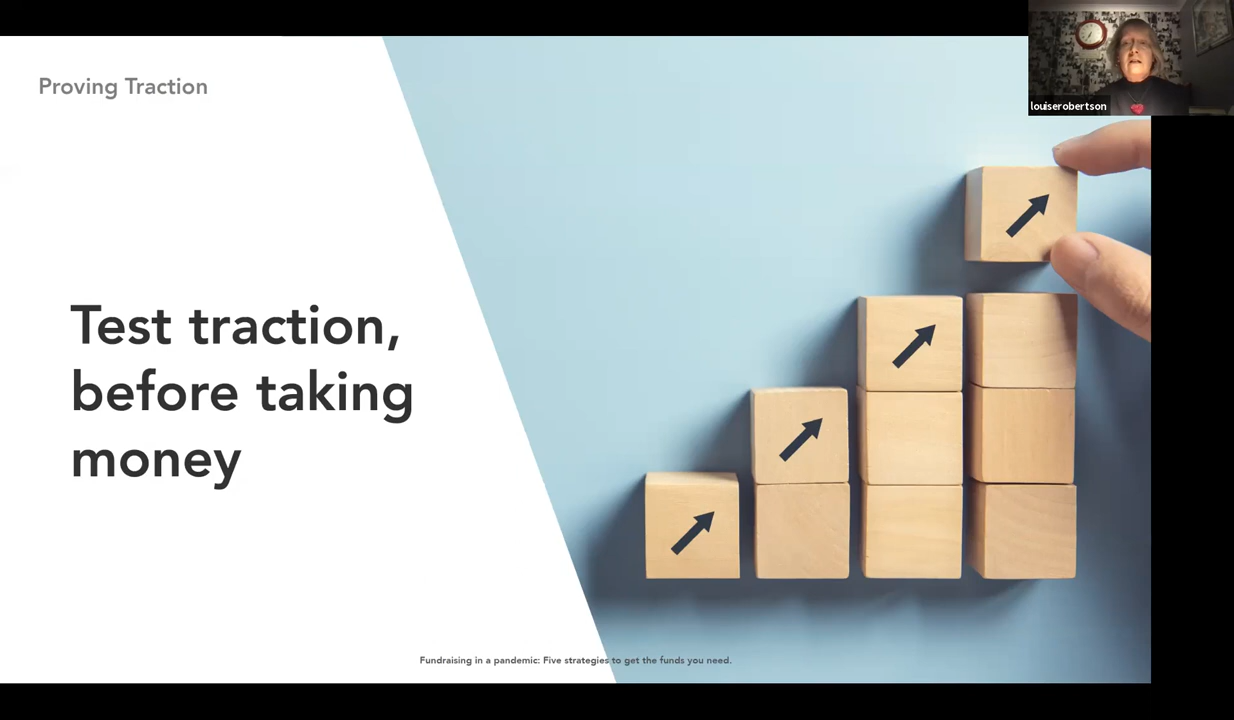 Proving Traction
louiserobertson
Test traction,
before taking
money
Fundraising in a pandemic: Five strategies to get the funds you need.